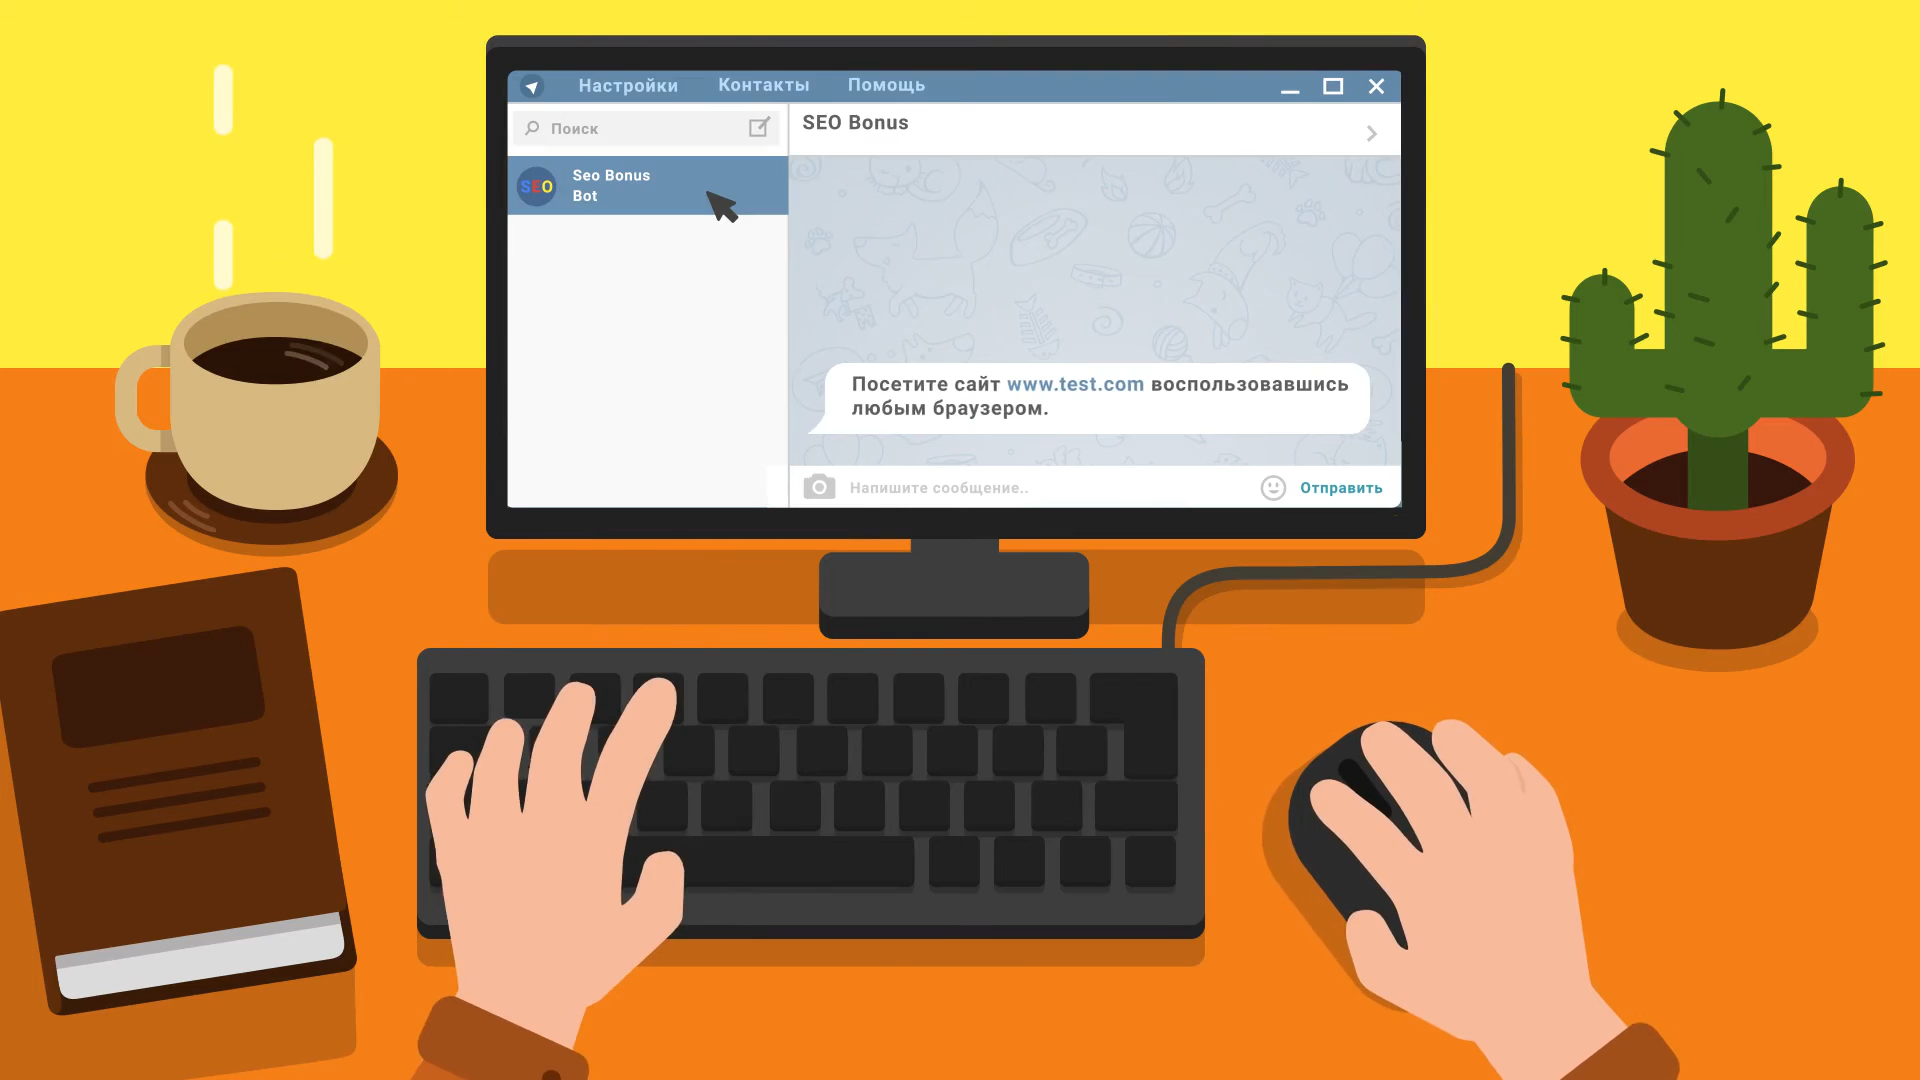 Настройки Контакты Помощь
Поиск
SEO Bonus
SEO
Seo Bonus
Bot
Посетите сайт www.test.com воспользовавшись
любым браузером.
Напишите сообщение..
Отправить